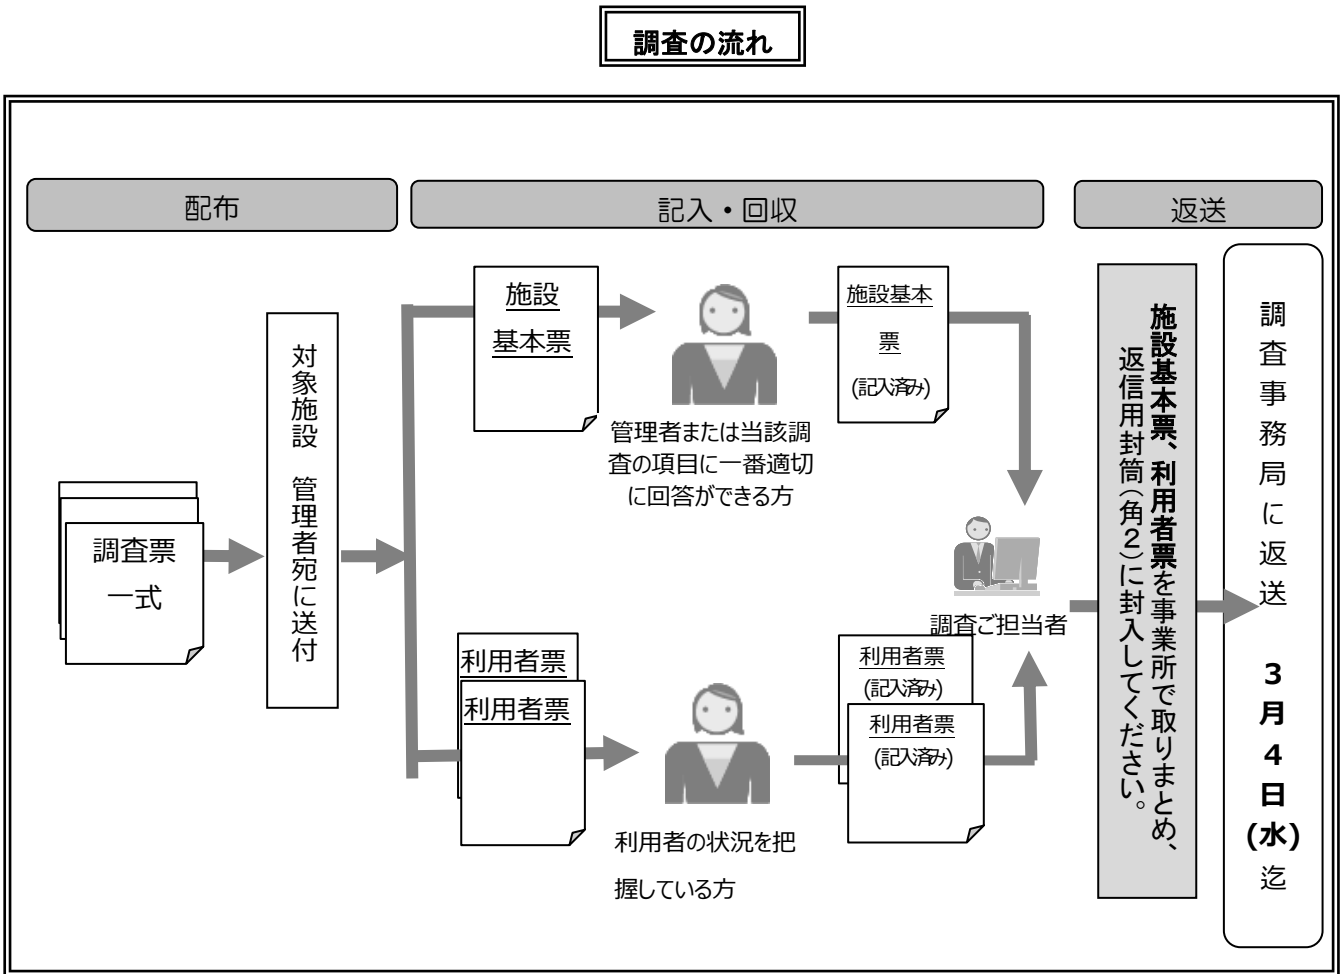 調査の流れ
配布
記入・回収
返送
調査票
一式
対象施設 管理者宛に送付
施設
基本票
管理者または当該調
査の項目に一番適切
に回答ができる方
施設基本
票
(記入済み)
利用者票
利用者票
利用者の状況を把
握している方
利用者票
(記入済み)
利用者票
(記入済み)
調査ご担当者
施設基本票、利用者票を事業所で取りまとめ、
返信用封筒(角2)に封入してください。
調査事務局に返送 3月4日(水)迄